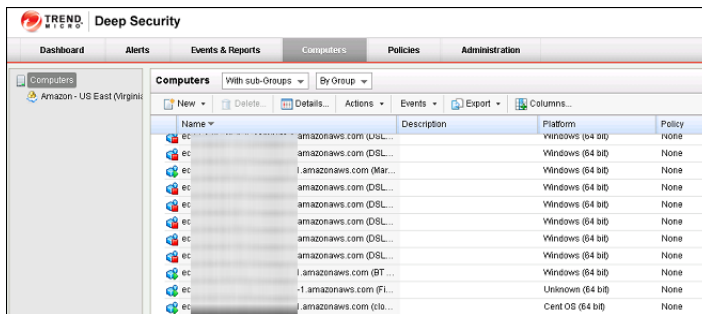 TREND MICRO Deep Security
Dashboard Alerts Events & Reports Computers Policies Administration
Computers
Amazon - US East (Virginia
Computers With sub-Groups By Group
New Delete... Details... Actions Events Export Columns...
Name Description Platform Policy
ec amazonaws.com (DSL... Windows (64 bit) None
ec amazonaws.com (DSL... Windows (64 bit) None
ec 1.amazonaws.com (Mar... Windows (64 bit) None
ec amazonaws.com (DSL... Windows (64 bit) None
ec amazonaws.com (DSL... Windows (64 bit) None
ec amazonaws.com (DSL... Windows (64 bit) None
ec amazonaws.com (DSL... Windows (64 bit) None
ec 1.amazonaws.com (BT ... Windows (64 bit) None
ec -1.amazonaws.com (Fi... Unknown (64 bit) None
ec 1.amazonaws.com (clo... Cent OS (64 bit) None